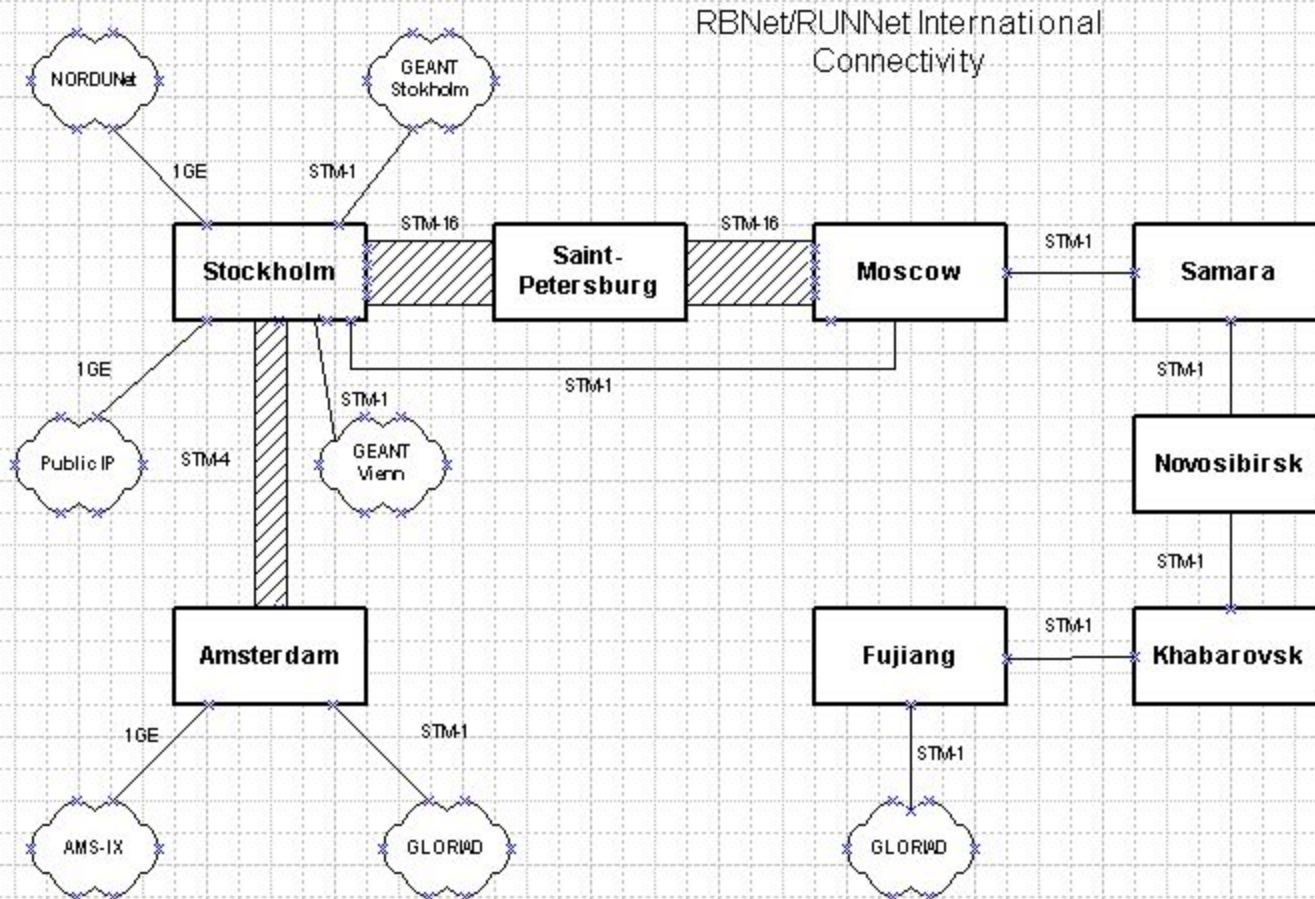 RBNet/RUNNet International
Connectivity
NORDUNet
GEANT
Stokholm
1GE
STM-1
STM-16
STM-16
Stockholm
Saint-
Petersburg
Moscow
STM-1
Samara
1GE
STM-1
STM-1
STM-1
Public IP
STM-4
GEANT
Vienn
Novosibirsk
STM-1
Amsterdam
Fujiang
STM-1
Khabarovsk
1GE
STM-1
STM-1
AMS-IX
GLORIAD
GLORIAD